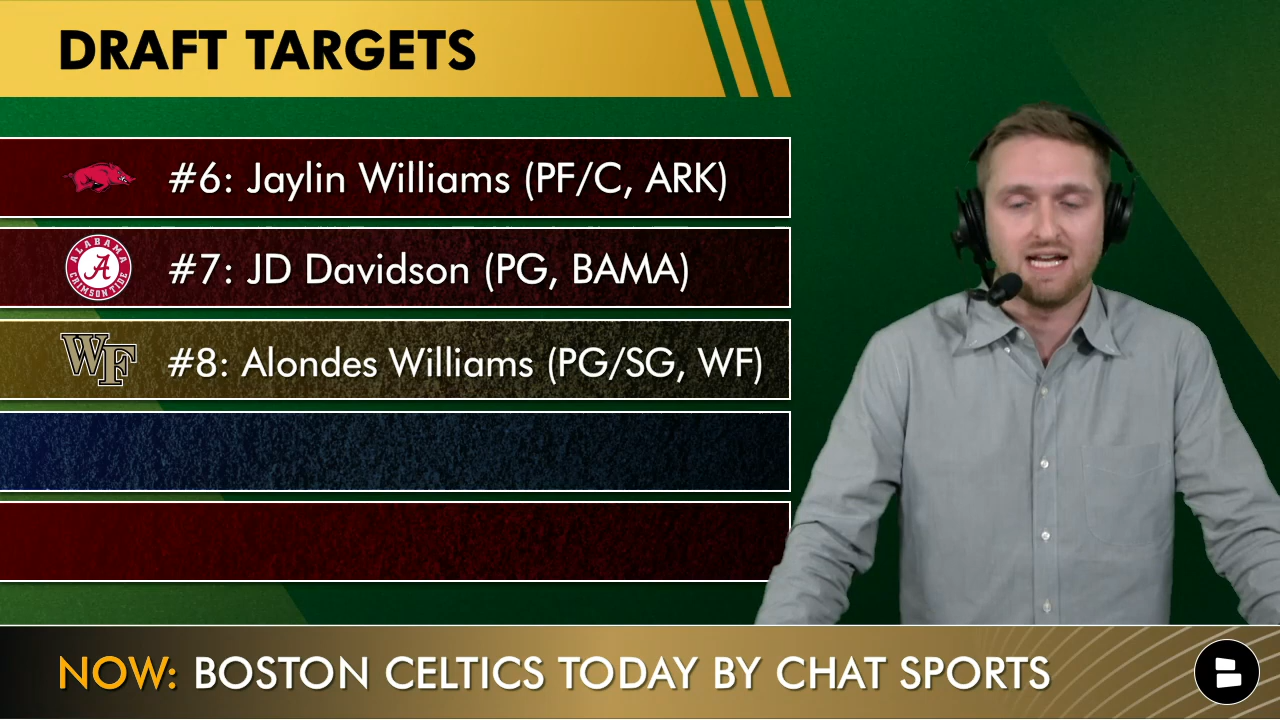 DRAFT TARGETS
#6: Jaylin Williams (PF/C, ARK)
ALABAMA
A
CRIMSON TIDE
#7: JD Davidson (PG, BAMA)
WF
#8: Alondes Williams (PG/SG, WF)
NOW: BOSTON CELTICS TODAY BY CHAT SPORTS